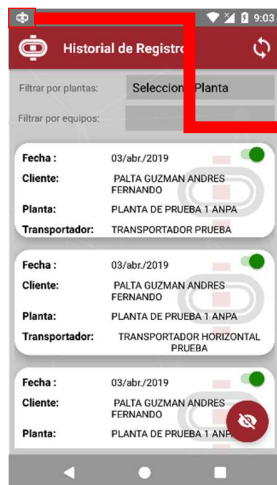 9:03
Historial de Registro
Filtrar por plantas: Seleccion Planta
Filtrar por equipos:
Fecha : 03/abr./2019
Cliente: PALTA GUZMAN ANDRES
FERNANDO
Planta: PLANTA DE PRUEBA 1 ANPA
Transportador: TRANSPORTADOR PRUEBA
Fecha : 03/abr./2019
Cliente: PALTA GUZMAN ANDRES
FERNANDO
Planta: PLANTA DE PRUEBA 1 ANPA
Transportador: TRANSPORTADOR HORIZONTAL
PRUEBA
Fecha : 03/abr./2019
Cliente: PALTA GUZMAN ANDRES
FERNANDO
Planta: PLANTA DE PRUEBA 1